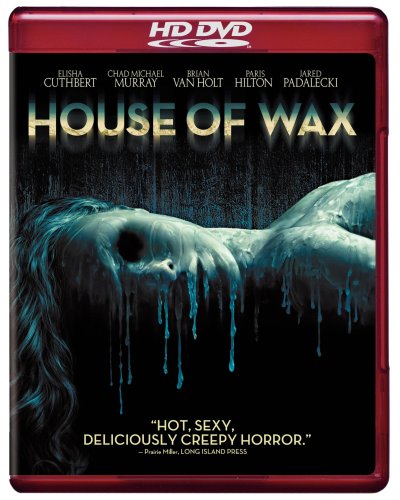 HD DVD
ELISHA CUTHBERT CHAD MICHAEL MURRAY BRIAN VAN HOLT PARIS HILTON JARED PADALECKI
HOUSE OF WAX
“HOT, SEXY,
DELICIOUSLY CREEPY HORROR.”
– Prairie Miller, LONG ISLAND PRESS